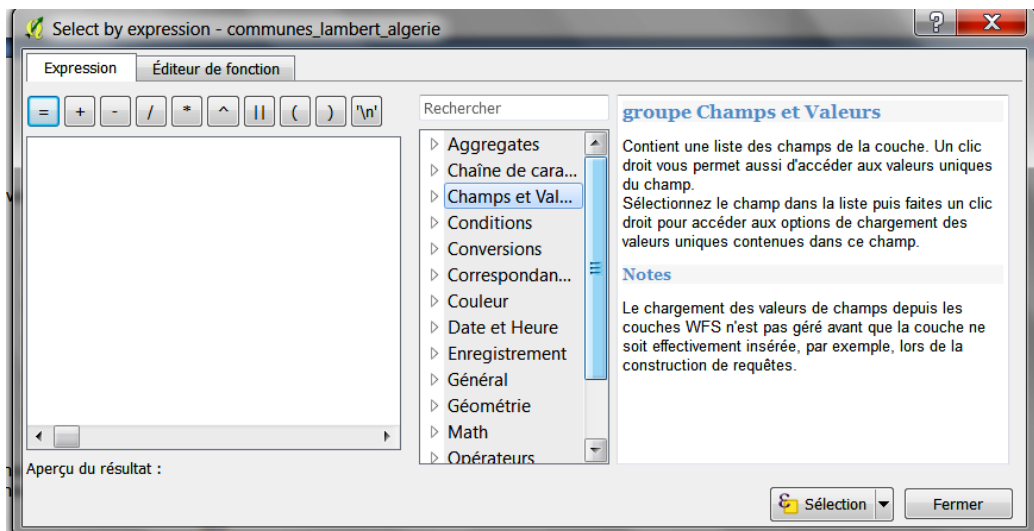 Select by expression - communes_lambert_algerie
Expression
Éditeur de fonction
= + - / * ^ || ( ) '\n'
Rechercher
Aggregates
Chaîne de cara...
Champs et Val...
Conditions
Conversions
Correspondan...
Couleur
Date et Heure
Enregistrement
Général
Géométrie
Math
Opérateurs
groupe Champs et Valeurs
Contient une liste des champs de la couche. Un clic
droit vous permet aussi d'accéder aux valeurs uniques
du champ.
Sélectionnez le champ dans la liste puis faites un clic
droit pour accéder aux options de chargement des
valeurs uniques contenues dans ce champ.
Notes
Le chargement des valeurs de champs depuis les
couches WFS n'est pas géré avant que la couche ne
soit effectivement insérée, par exemple, lors de la
construction de requêtes.
Aperçu du résultat :
Sélection
Fermer